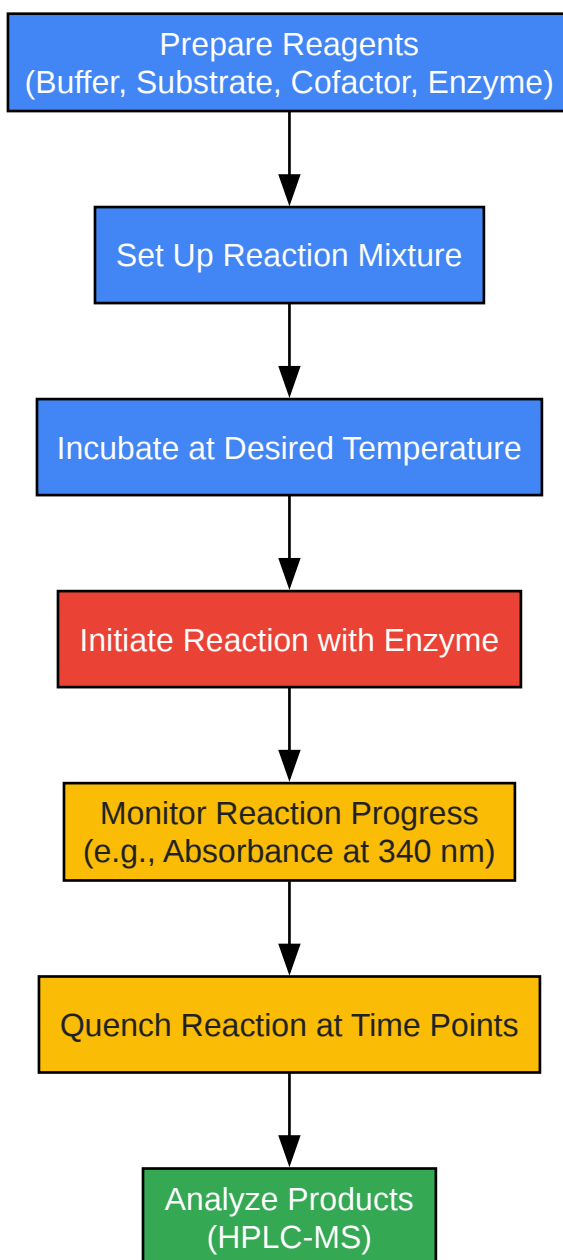 Prepare Reagents
(Buffer, Substrate, Cofactor, Enzyme)
Set Up Reaction Mixture
Incubate at Desired Temperature
Initiate Reaction with Enzyme
Monitor Reaction Progress
(e.g., Absorbance at 340 nm)
Quench Reaction at Time Points
Analyze Products
(HPLC-MS)